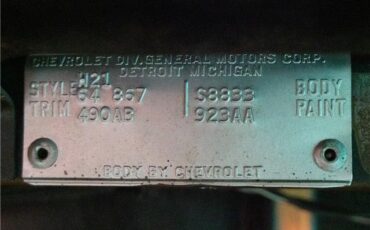 CHEVROLET DIV. GENERAL MOTORS CORP.
DETROIT MICHIGAN
H21
STYLE 64 867 S8833 BODY
TRIM 490AB 923AA PAINT
BODY BY CHEVROLET